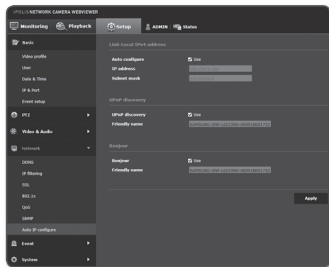 iPOLiS NETWORK CAMERA WEBVIEWER
Monitoring
Playback
Setup
ADMIN
Status
Basic
Video profile
User
Date & Time
IP & Port
Event setup
PTZ
Video & Audio
Network
DDNS
IP filtering
SSL
802.1x
QoS
SNMP
Auto IP configure
Event
System
Link-Local IPv4 address
Auto configure
Use
IP address
Subnet mask
UPnP discovery
UPnP discovery
Use
Friendly name
Bonjour
Bonjour
Use
Friendly name
Apply